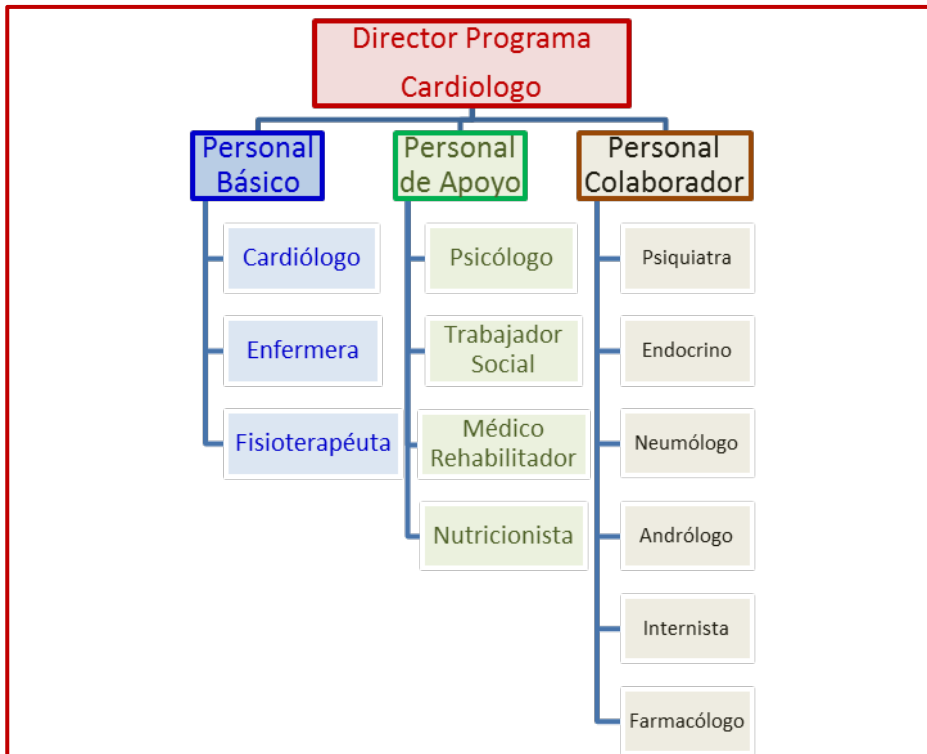 Director Programa
Cardiologo
Personal
Básico
Personal
de Apoyo
Personal
Colaborador
Cardiólogo
Enfermera
Fisioterapéuta
Psicólogo
Trabajador
Social
Médico
Rehabilitador
Nutricionista
Psiquiatra
Endocrino
Neumólogo
Andrólogo
Internista
Farmacólogo